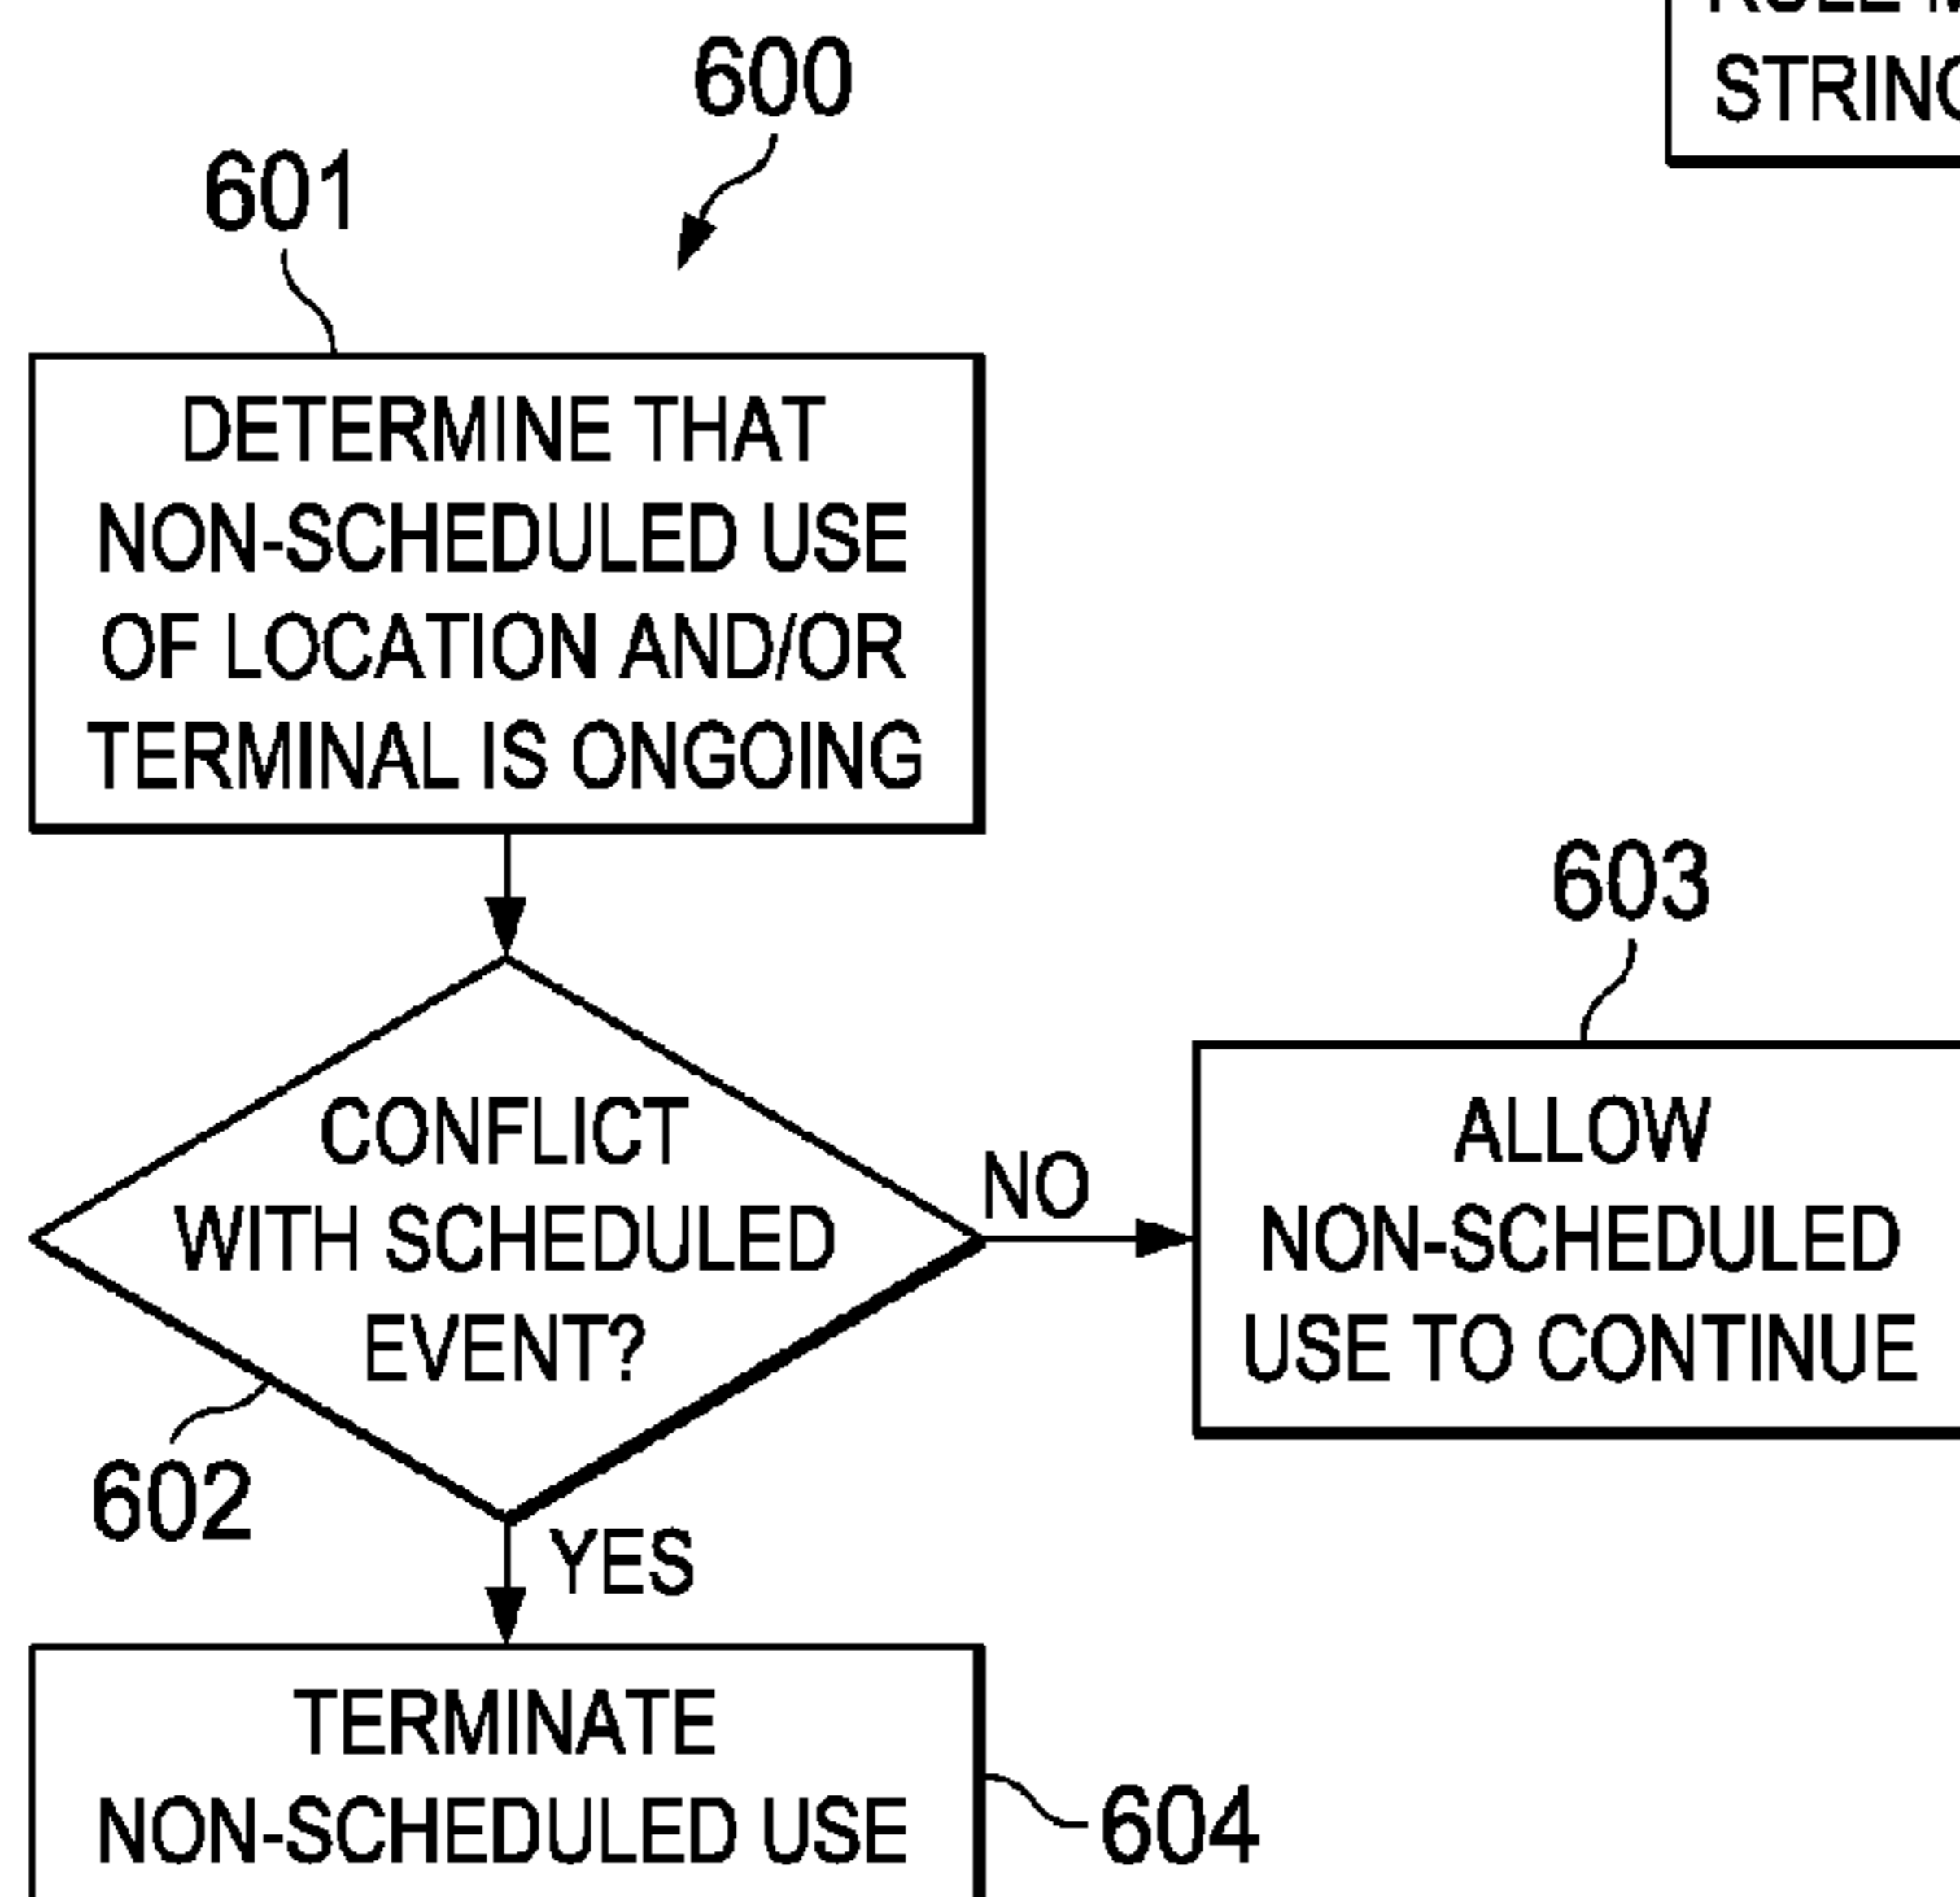 600
STRING
601
DETERMINE THAT
NON-SCHEDULED USE
OF LOCATION AND/OR
TERMINAL IS ONGOING
603
CONFLICT
WITH SCHEDULED
EVENT?
NO
ALLOW
NON-SCHEDULED
USE TO CONTINUE
602
YES
TERMINATE
NON-SCHEDULED USE
604